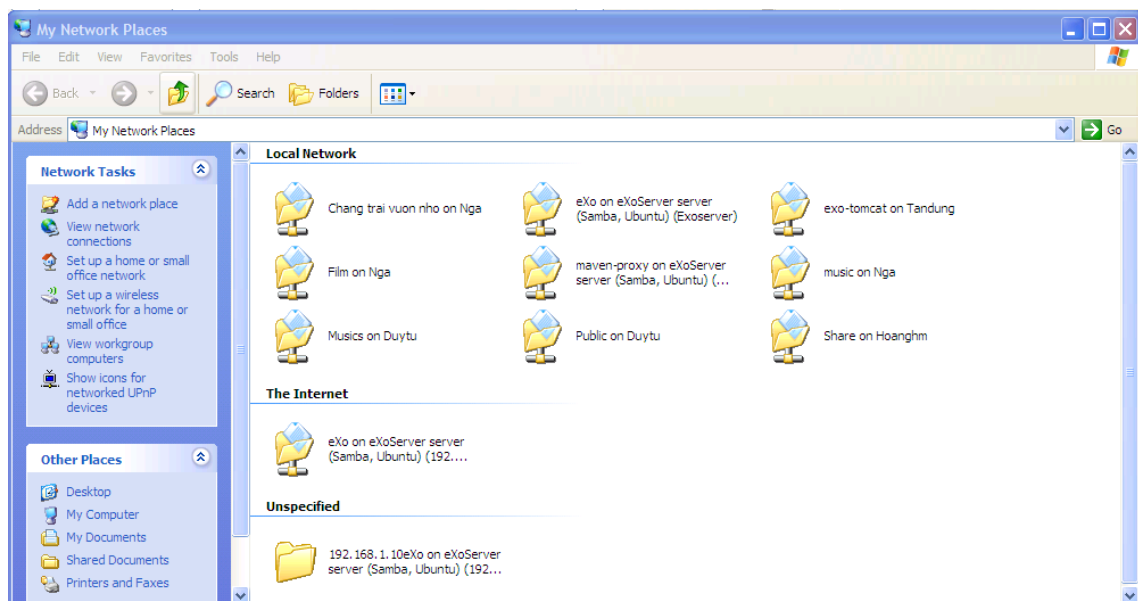 My Network Places
File Edit View Favorites Tools Help
Back Search Folders
Address My Network Places Go
Network Tasks
Add a network place
View network
connections
Set up a home or small
office network
Set up a wireless
network for a home or
small office
View workgroup
computers
Show icons for
networked UPnP
devices
Other Places
Desktop
My Computer
My Documents
Shared Documents
Printers and Faxes
Local Network
Chang trai vuon nho on Nga
eXo on eXoServer server
(Samba, Ubuntu) (Exoserver)
exo-tomcat on Tandung
Film on Nga
maven-proxy on eXoServer
server (Samba, Ubuntu) (...
music on Nga
Musics on Duytu
Public on Duytu
Share on Hoanghm
The Internet
eXo on eXoServer server
(Samba, Ubuntu) (192....
Unspecified
192.168.1.10eXo on eXoServer
server (Samba, Ubuntu) (192...